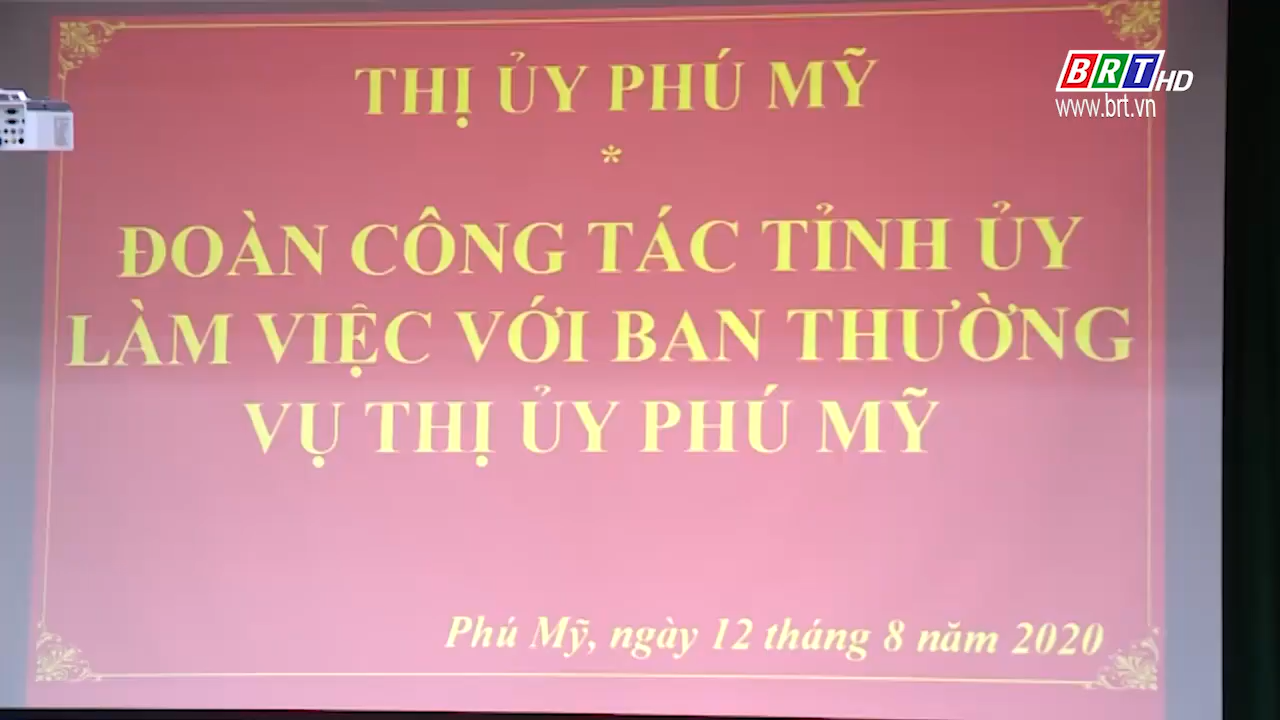 BRT HD
www.brt.vn
THỊ ỦY PHÚ MỸ
*
ĐOÀN CÔNG TÁC TỈNH ỦY
LÀM VIỆC VỚI BAN THƯỜNG
VỤ THỊ ỦY PHÚ MỸ
Phú Mỹ, ngày 12 tháng 8 năm 2020